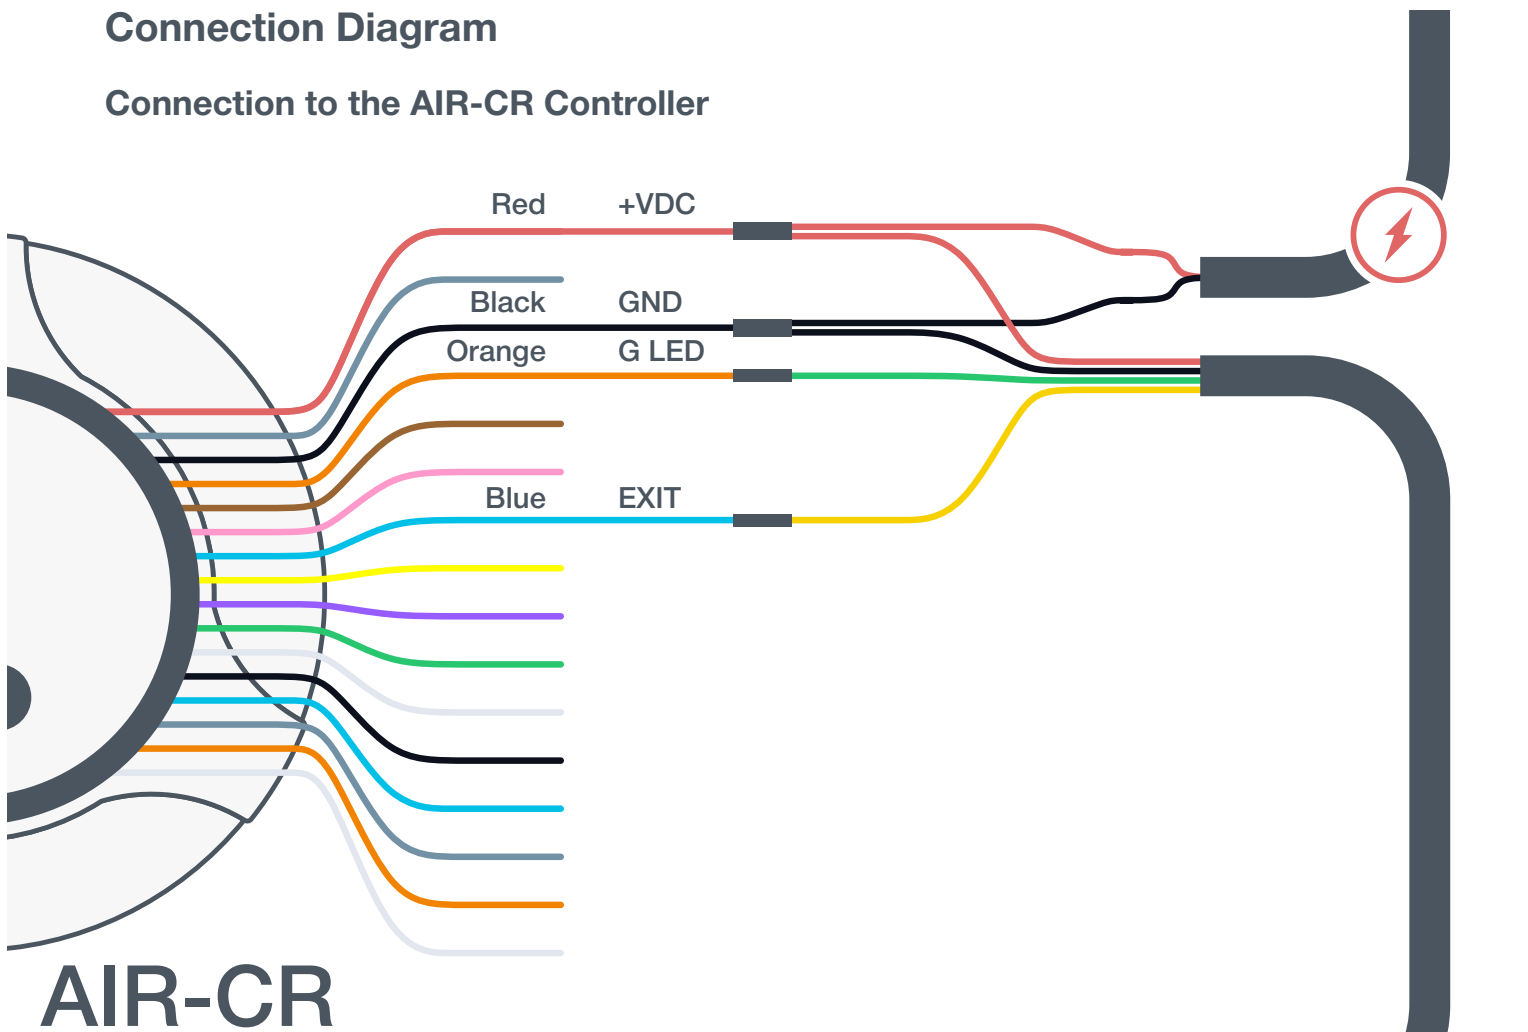 Connection Diagram
Connection to the AIR-CR Controller
Red +VDC
Black GND
Orange G LED
Blue EXIT
AIR-CR